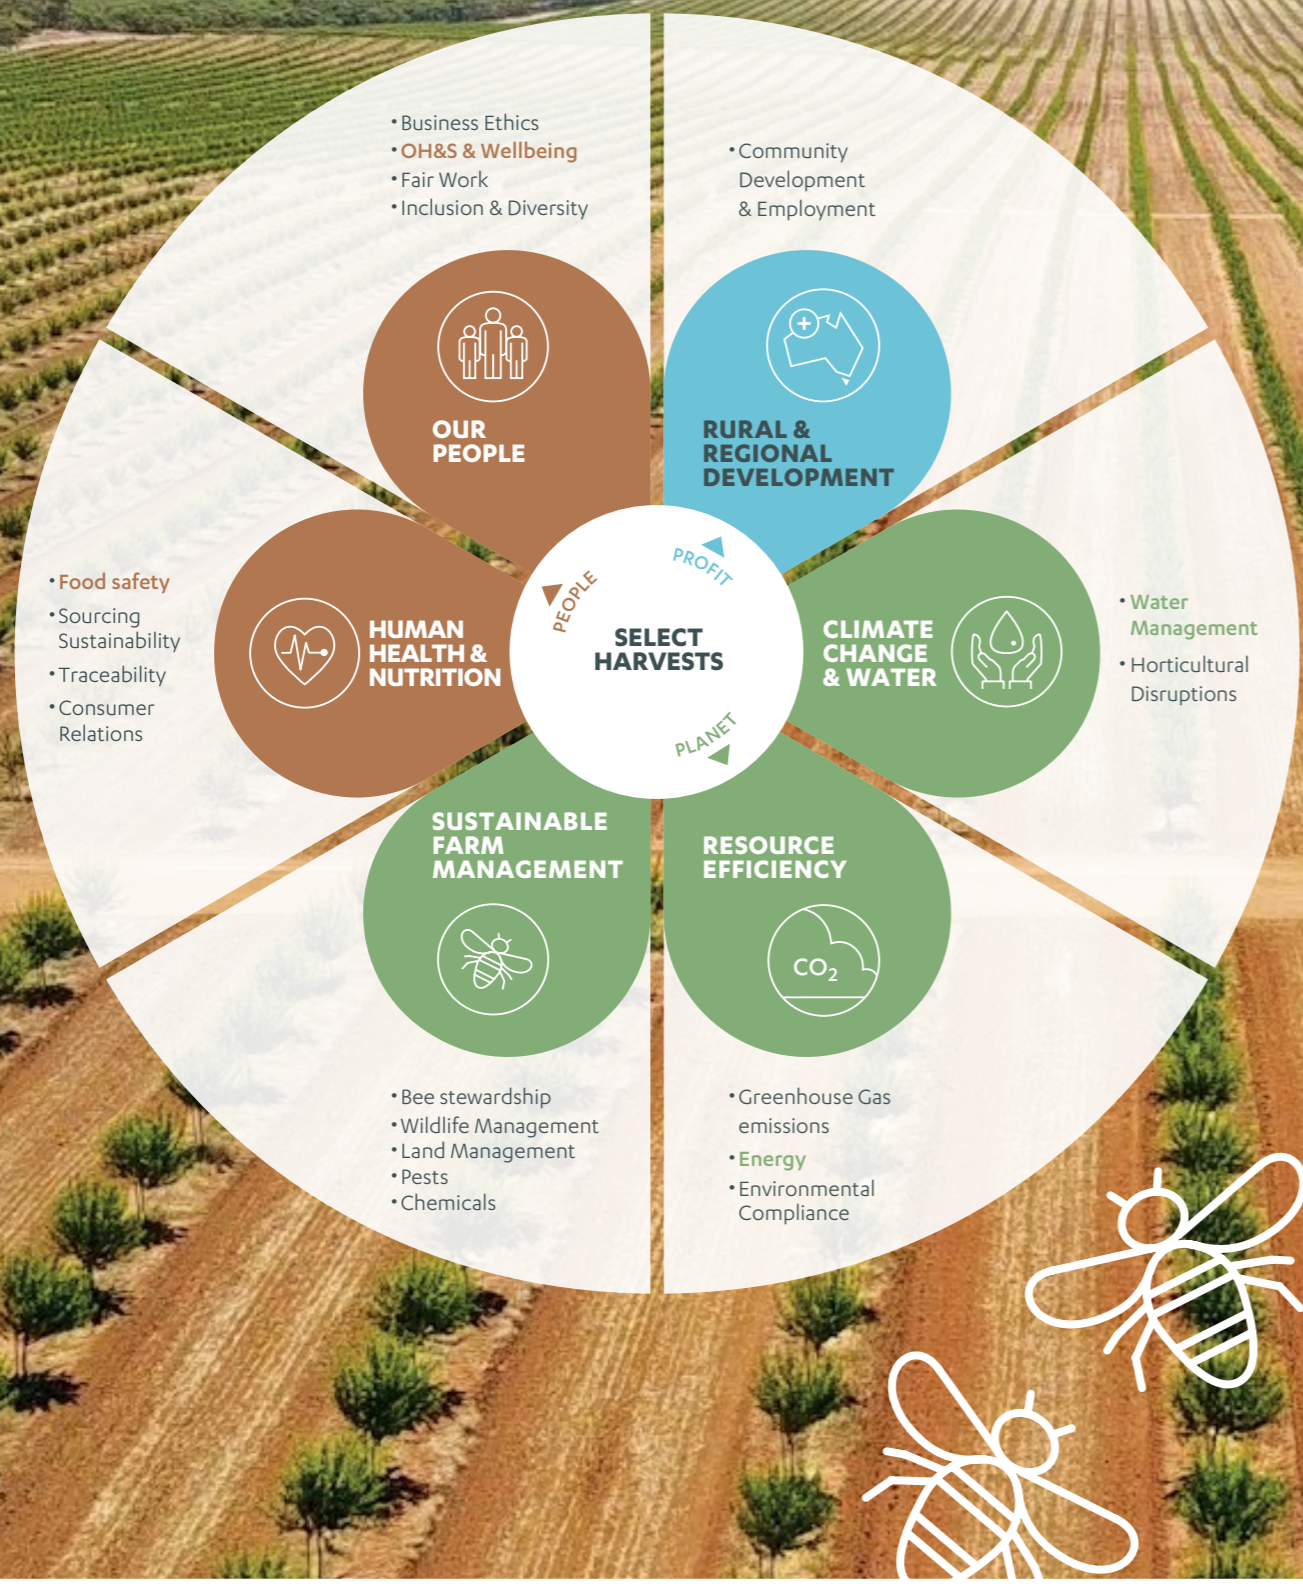 • Business Ethics
• OH&S & Wellbeing
• Fair Work
• Inclusion & Diversity
• Community
Development
& Employment
OUR
PEOPLE
RURAL &
REGIONAL
DEVELOPMENT
• Food safety
• Sourcing
Sustainability
• Traceability
• Consumer
Relations
HUMAN
HEALTH &
NUTRITION
PEOPLE
PROFIT
SELECT
HARVESTS
PLANET
CLIMATE
CHANGE
& WATER
• Water
Management
• Horticultural
Disruptions
SUSTAINABLE
FARM
MANAGEMENT
RESOURCE
EFFICIENCY
CO₂
• Bee stewardship
• Wildlife Management
• Land Management
• Pests
• Chemicals
• Greenhouse Gas
emissions
• Energy
• Environmental
Compliance